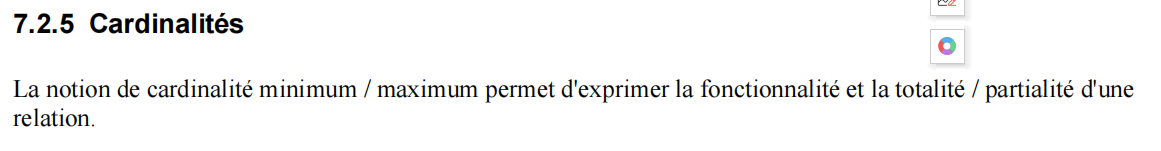 7.2.5 Cardinalités
La notion de cardinalité minimum / maximum permet d'exprimer la fonctionnalité et la totalité / partialité d'une
relation.